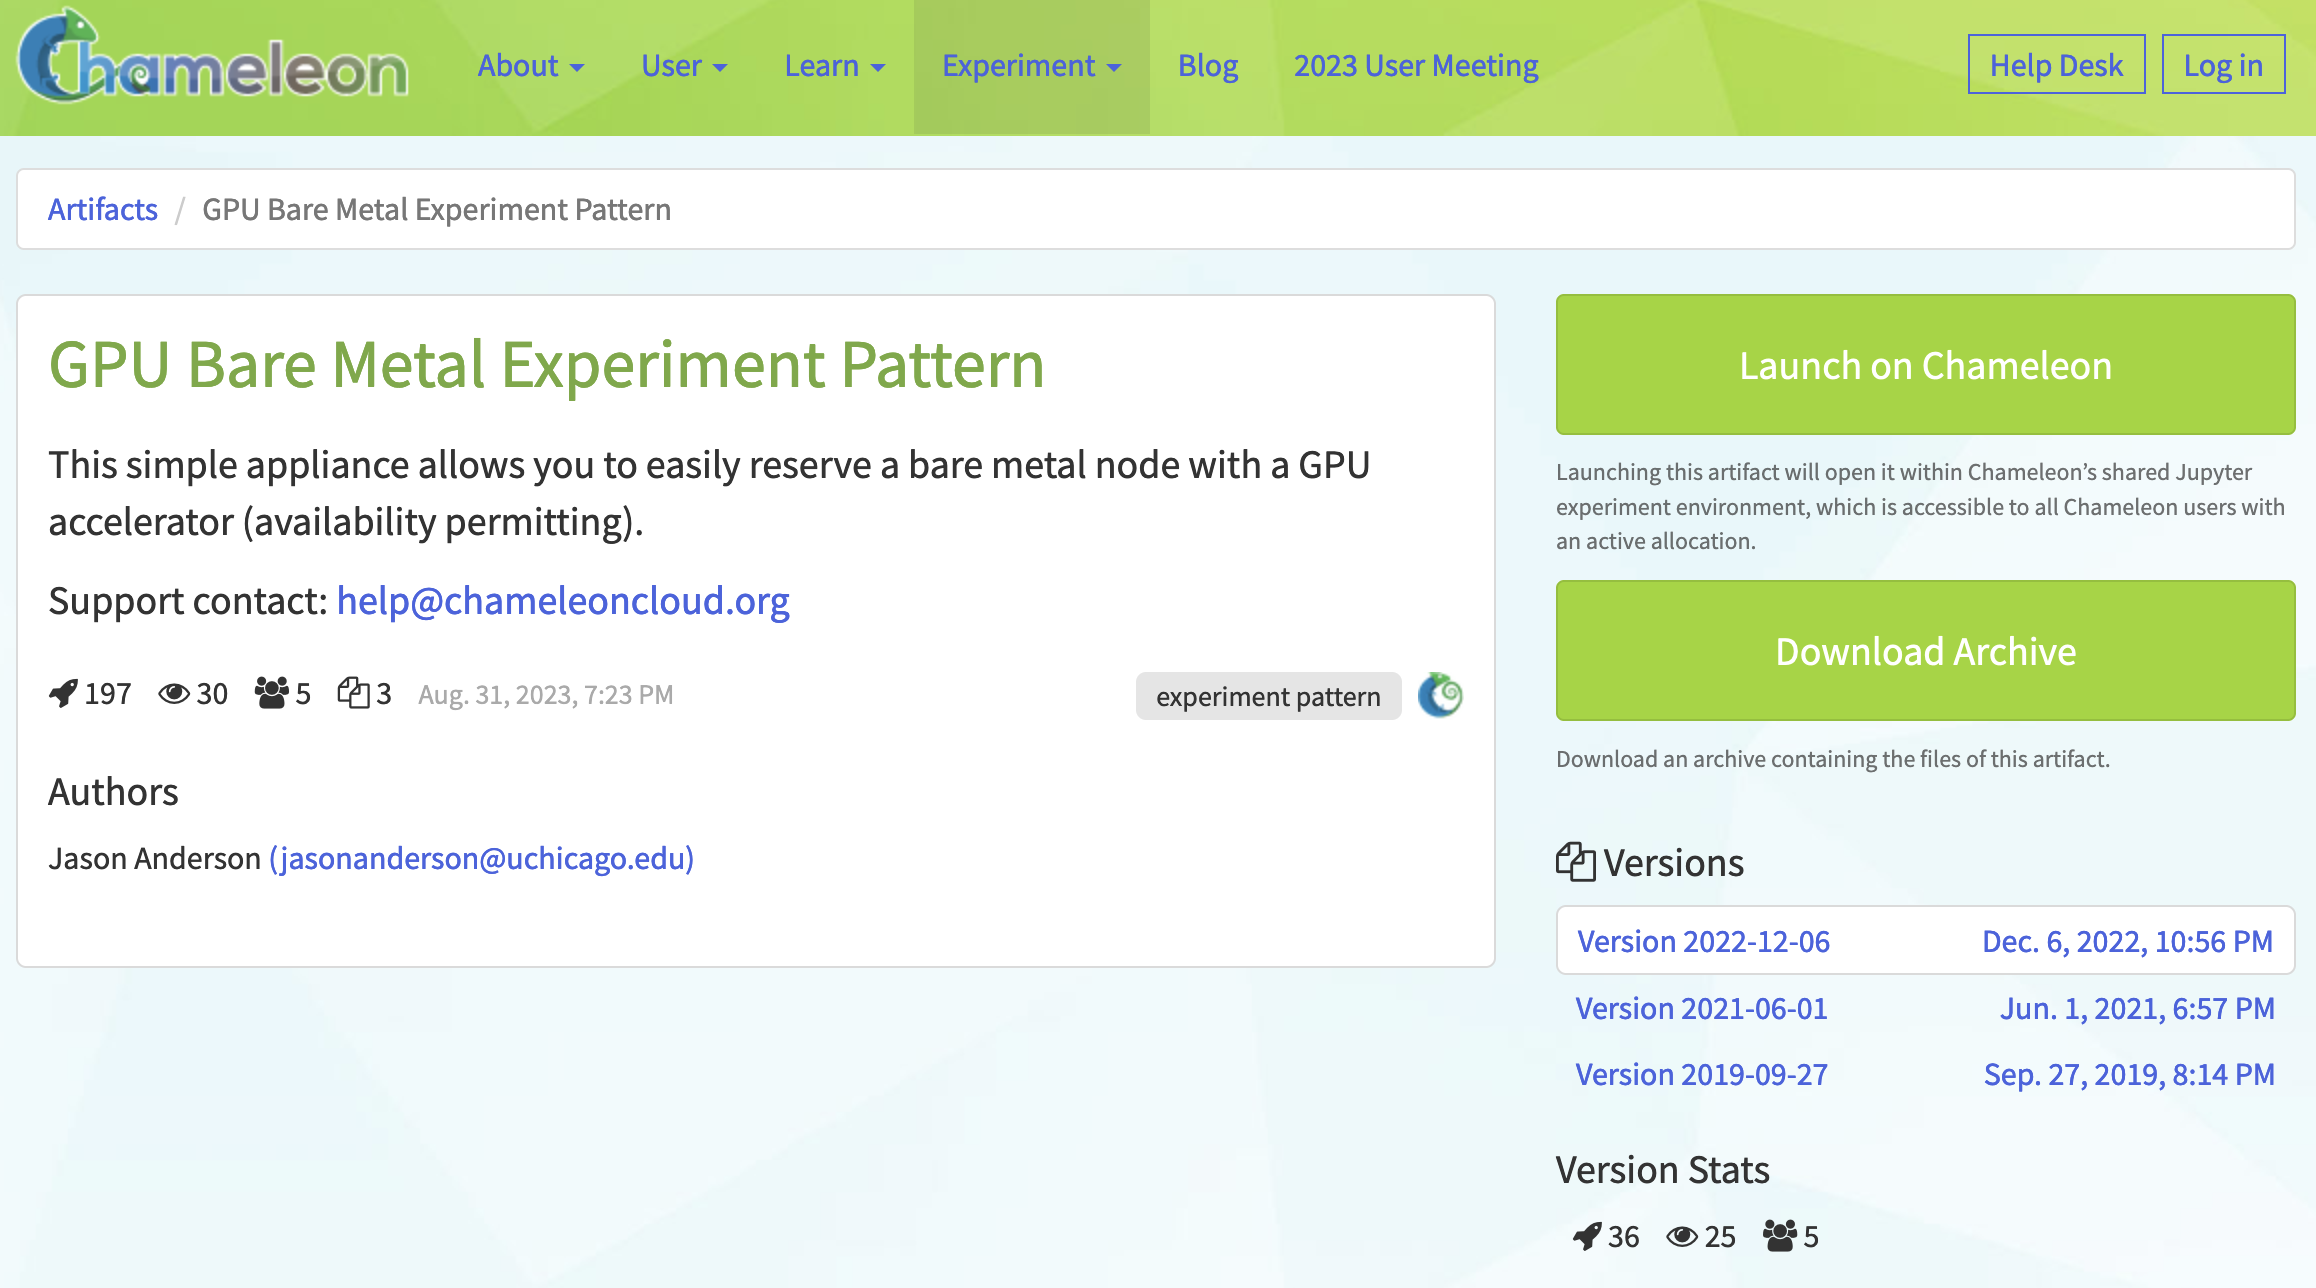 Chameleon
About
User
Learn
Experiment
Blog
2023 User Meeting
Help Desk
Log in
Artifacts / GPU Bare Metal Experiment Pattern
GPU Bare Metal Experiment Pattern
This simple appliance allows you to easily reserve a bare metal node with a GPU
accelerator (availability permitting).
Support contact: help@chameleoncloud.org
197 30 5 3 Aug. 31, 2023, 7:23 PM
experiment pattern
Authors
Jason Anderson (jasonanderson@uchicago.edu)
Launch on Chameleon
Launching this artifact will open it within Chameleon’s shared Jupyter
experiment environment, which is accessible to all Chameleon users with
an active allocation.
Download Archive
Download an archive containing the files of this artifact.
Versions
Version 2022-12-06 Dec. 6, 2022, 10:56 PM
Version 2021-06-01 Jun. 1, 2021, 6:57 PM
Version 2019-09-27 Sep. 27, 2019, 8:14 PM
Version Stats
36 25 5